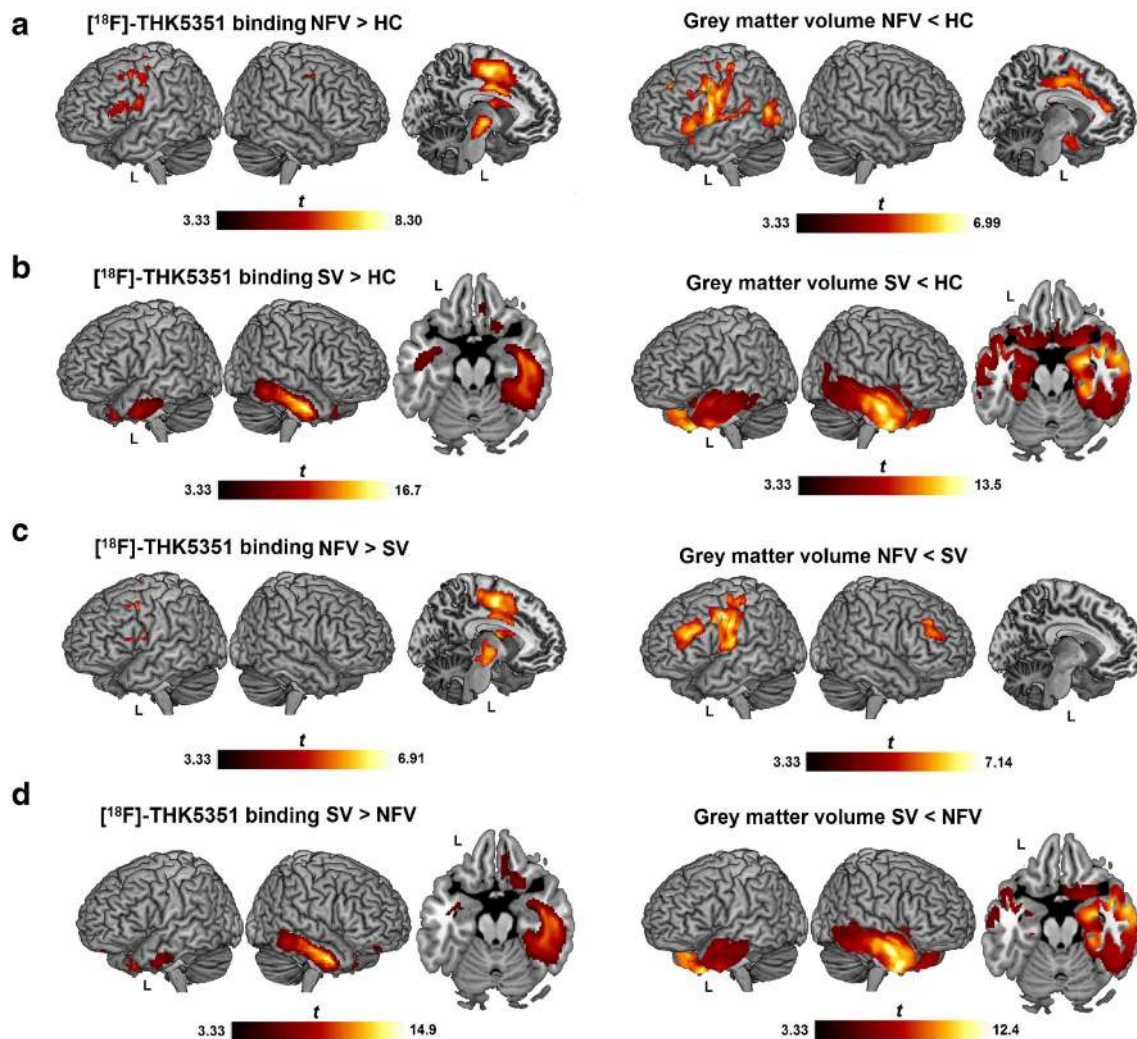 a
[¹⁸F]-THK5351 binding NFV > HC
Grey matter volume NFV < HC
L
L
L
L
t
3.33
8.30
t
3.33
6.99
b
[¹⁸F]-THK5351 binding SV > HC
Grey matter volume SV < HC
L
L
L
L
t
3.33
16.7
t
3.33
13.5
c
[¹⁸F]-THK5351 binding NFV > SV
Grey matter volume NFV < SV
L
L
L
L
t
3.33
6.91
t
3.33
7.14
d
[¹⁸F]-THK5351 binding SV > NFV
Grey matter volume SV < NFV
L
L
L
L
t
3.33
14.9
t
3.33
12.4